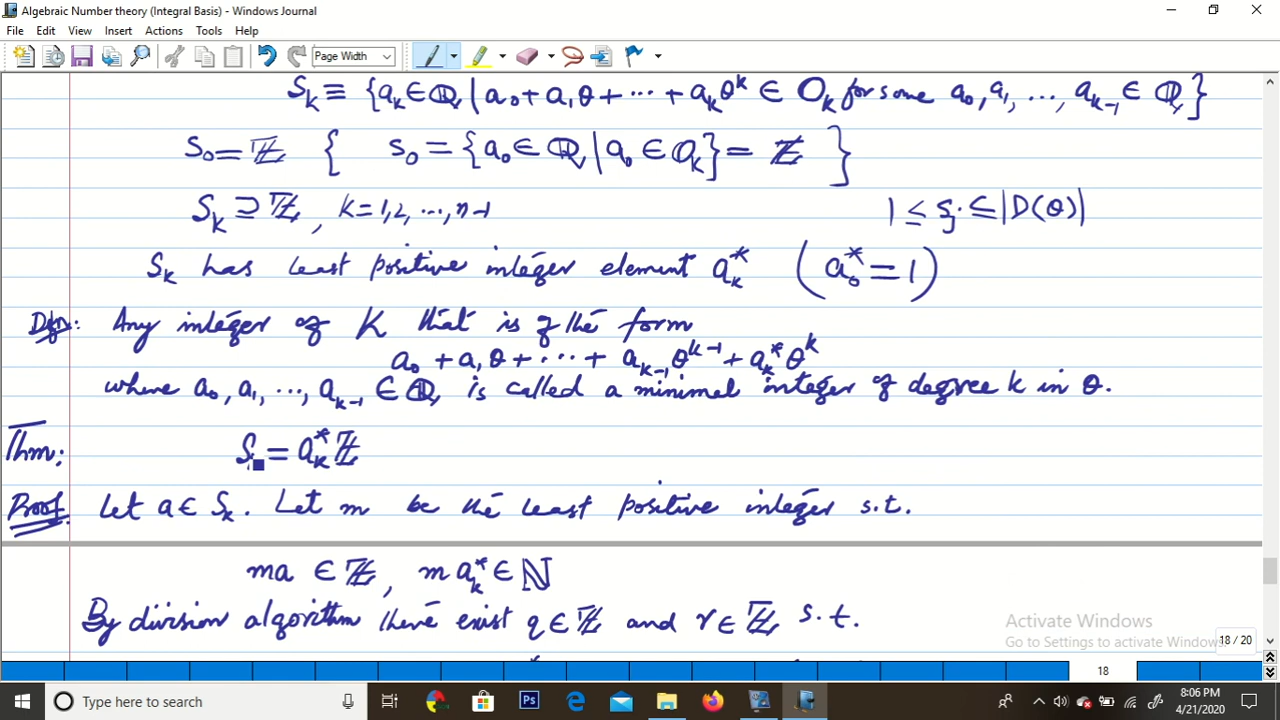 Algebraic Number theory (Integral Basis) - Windows Journal
File Edit View Insert Actions Tools Help
Page Width
S_k ≡ {a_k ∈ ℚ | a_0 + a_1 θ + ⋯ + a_k θ^k ∈ O_K for some a_0, a_1, ..., a_{k-1} ∈ ℚ}
S_0 = ℤ { S_0 = {a_0 ∈ ℚ | a_0 ∈ O_K} = ℤ }
S_k ⊇ ℤ, k = 1, 2, ..., n-1 1 ≤ s_j ≤ |D(θ)|
S_k has least positive integer element a_k^* (a_0^* = 1)
Dfn: Any integer of K that is of the form
a_0 + a_1 θ + ⋯ + a_{k-1} θ^{k-1} + a_k^* θ^k
where a_0, a_1, ..., a_{k-1} ∈ ℚ is called a minimal integer of degree k in θ.
Thm: S = a_k^* ℤ
Proof. Let a ∈ S_k. Let m be the least positive integer s.t.
ma ∈ ℤ, m a_k^* ∈ ℕ
By division algorithm there exist q ∈ ℤ and r ∈ ℤ s.t.
Activate Windows
Go to Settings to activate Windows.
18 / 20
18
Type here to search
8:06 PM
4/21/2020